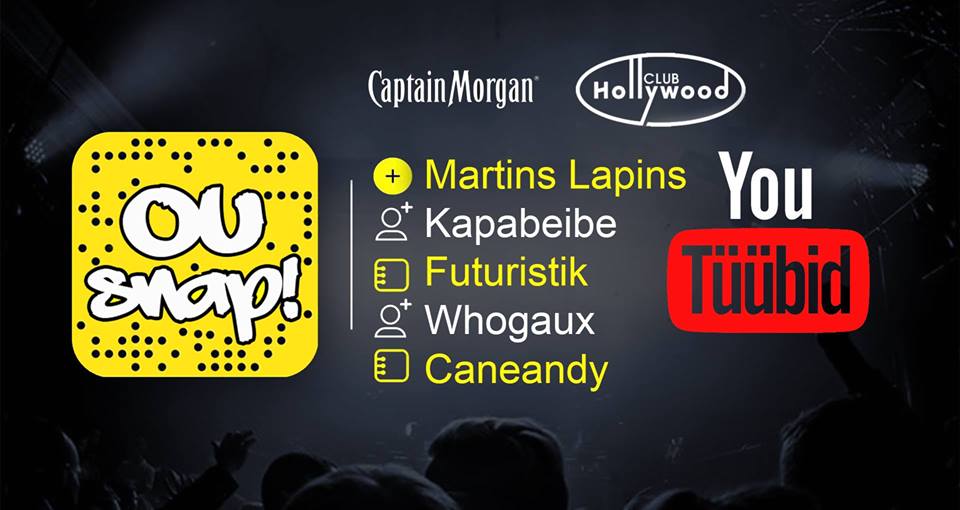 Captain Morgan®
CLUB
Hollywood
OU
snap!
Martins Lapins
Kapabeibe
Futuristik
Whogaux
Caneandy
You
Tüübid